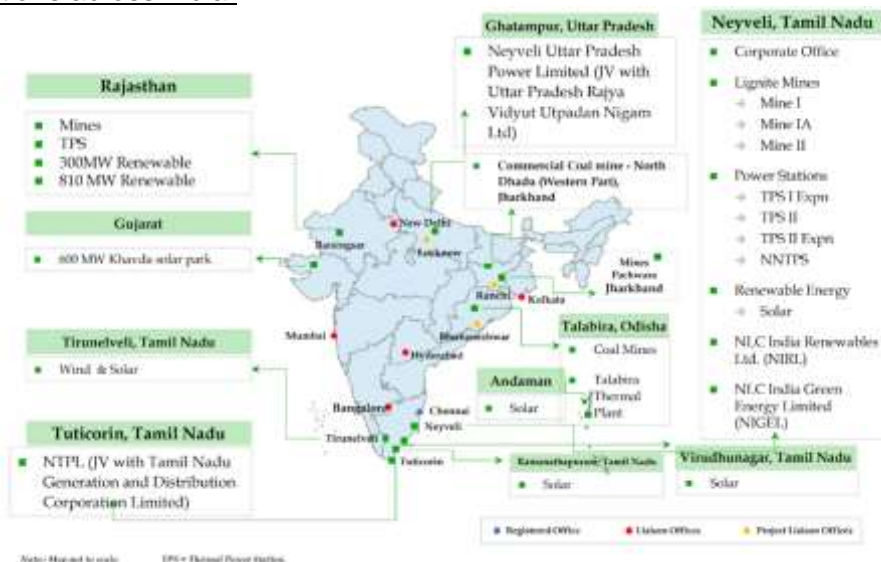 Ghatampur, Uttar Pradesh
Neyveli Uttar Pradesh
Power Limited (JV with
Uttar Pradesh Rajya
Vidyut Utpadan Nigam
Ltd)
Neyveli, Tamil Nadu
Corporate Office
Lignite Mines
Mine I
Mine IA
Mine II
Power Stations
TPS I Expn
TPS II
TPS II Expn
NNTPS
Renewable Energy
Solar
NLC India Renewables
Ltd. (NIRL)
NLC India Green
Energy Limited
(NIGEL)
Rajasthan
Mines
TPS
300MW Renewable
810 MW Renewable
Commercial Coal mine - North
Dhadu (Western Part),
Jharkhand
Gujarat
600 MW Khavda solar park
New Delhi
Barsingsar
Lucknow
Mines
Pachwara
Jharkhand
Ranchi
Kolkata
Mumbai
Bhubaneshwar
Hyderabad
Talabira, Odisha
Coal Mines
Talabira
Thermal
Plant
Tirunelveli, Tamil Nadu
Wind & Solar
Andaman
Solar
Bangalore
Chennai
Neyveli
Tirunelveli
Tuticorin
Tuticorin, Tamil Nadu
NTPL (JV with Tamil Nadu
Generation and Distribution
Corporation Limited)
Ramanathapuram, Tamil Nadu
Solar
Virudhunagar, Tamil Nadu
Solar
Registered Office
Liaison Offices
Project Liaison Offices
Note:- Map not to scale
TPS = Thermal Power Station